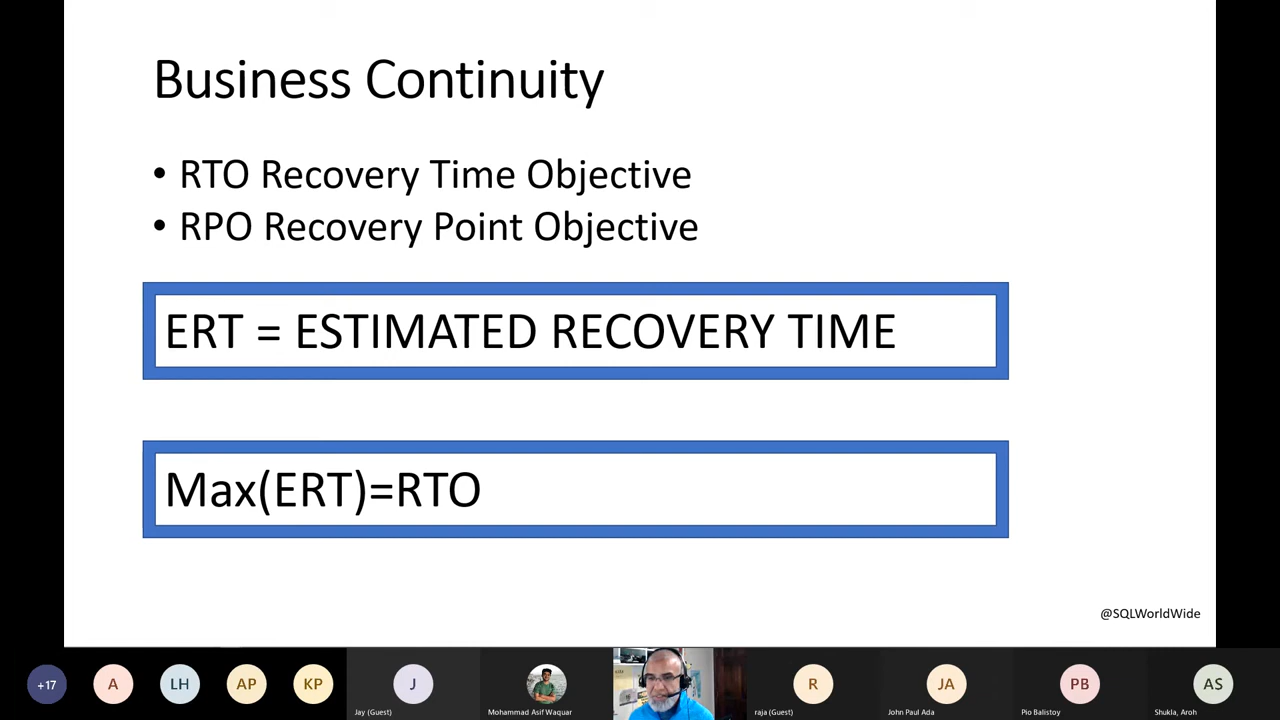 Business Continuity
• RTO Recovery Time Objective
• RPO Recovery Point Objective
ERT = ESTIMATED RECOVERY TIME
Max(ERT)=RTO
@SQLWorldWide
+17
A
LH
AP
KP
J
R
JA
PB
AS
Jay (Guest)
Mohammad Asif Waquar
raja (Guest)
John Paul Ada
Pio Balistoy
Shukla, Aroh